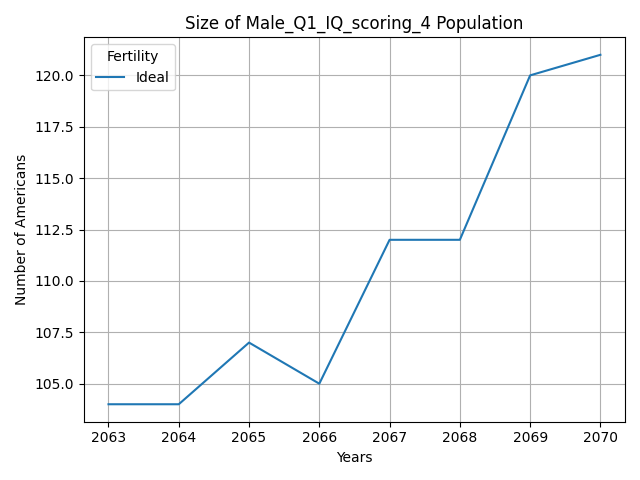 Size of Male_Q1_IQ_scoring_4 Population
Fertility
Ideal
Number of Americans
120.0
117.5
115.0
112.5
110.0
107.5
105.0
2063 2064 2065 2066 2067 2068 2069 2070
Years